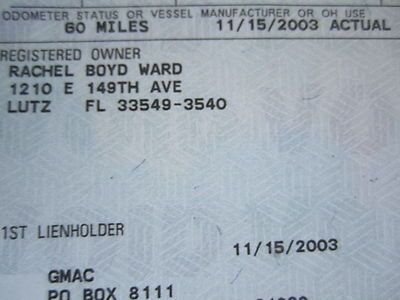 ODOMETER STATUS OR VESSEL MANUFACTURER OR OH USE
60 MILES 11/15/2003 ACTUAL
REGISTERED OWNER
RACHEL BOYD WARD
1210 E 149TH AVE
LUTZ FL 33549-3540
1ST LIENHOLDER
11/15/2003
GMAC
PO BOX 8111